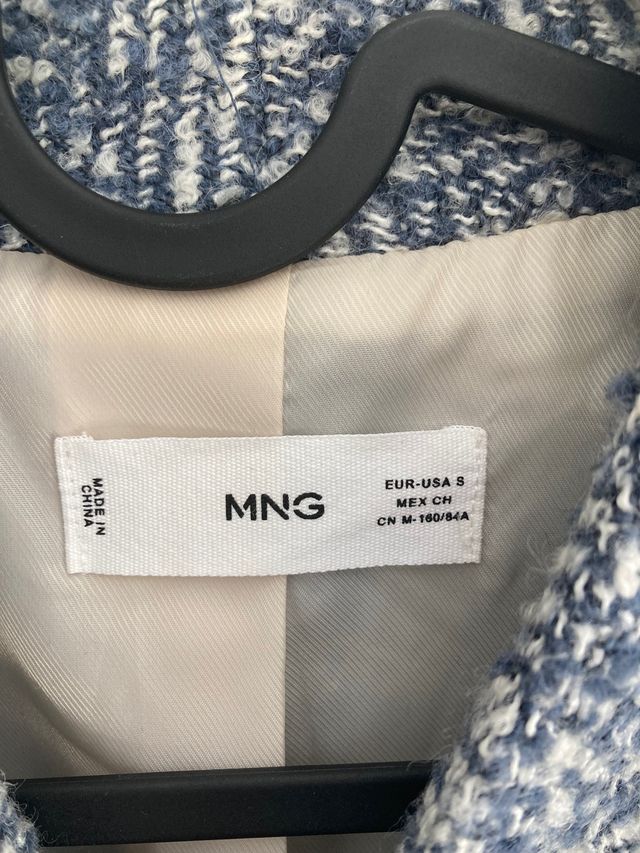 MADE IN
CHINA
MNG
EUR-USA S
MEX CH
CN M-160/84A